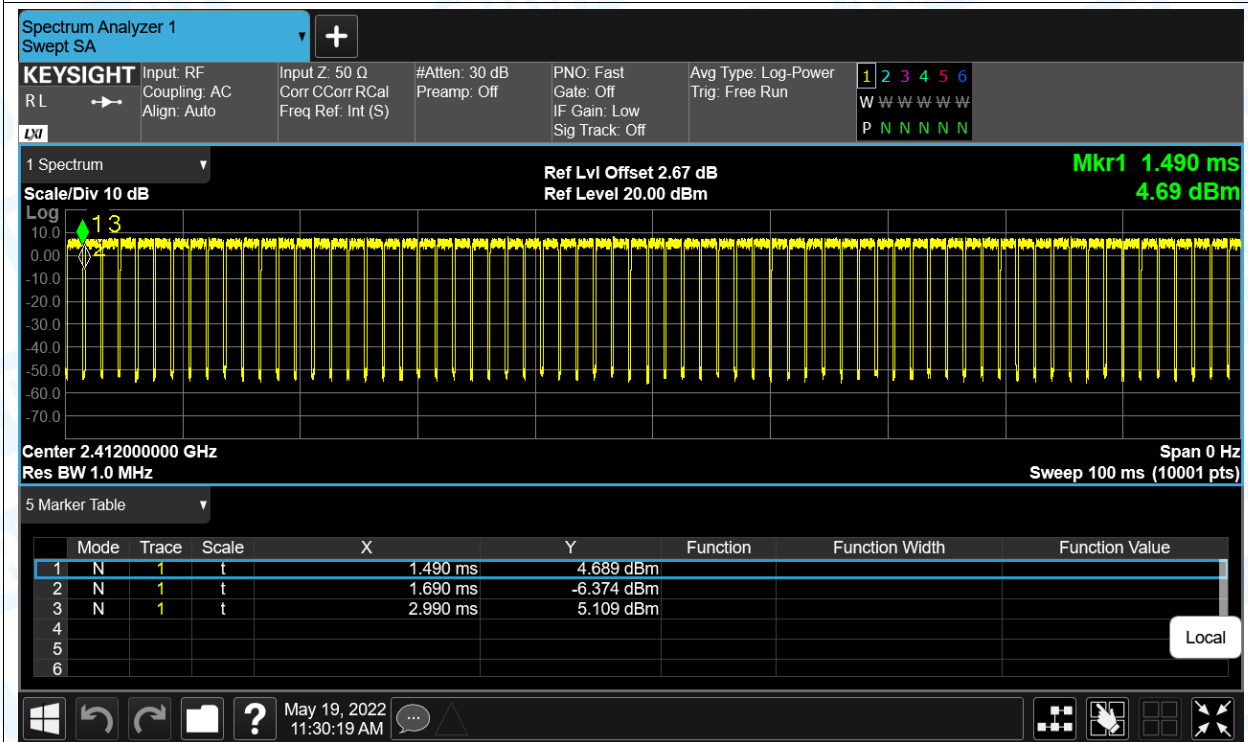 Spectrum Analyzer 1
Swept SA
+
KEYSIGHT
R L
LXI
Input: RF
Coupling: AC
Align: Auto
Input Z: 50 Ω
Corr CCorr RCal
Freq Ref: Int (S)
#Atten: 30 dB
Preamp: Off
PNO: Fast
Gate: Off
IF Gain: Low
Sig Track: Off
Avg Type: Log-Power
Trig: Free Run
1 2 3 4 5 6
W W W W W W
P N N N N N
1 Spectrum
Scale/Div 10 dB
Ref Lvl Offset 2.67 dB
Ref Level 20.00 dBm
Mkr1 1.490 ms
4.69 dBm
Log
1 3
2
10.0
0.00
-10.0
-20.0
-30.0
-40.0
-50.0
-60.0
-70.0
Center 2.412000000 GHz
Res BW 1.0 MHz
Span 0 Hz
Sweep 100 ms (10001 pts)
5 Marker Table
Mode Trace Scale X Y Function Function Width Function Value
1 N 1 t 1.490 ms 4.689 dBm
2 N 1 t 1.690 ms -6.374 dBm
3 N 1 t 2.990 ms 5.109 dBm
4
5
6
Local
?
May 19, 2022
11:30:19 AM